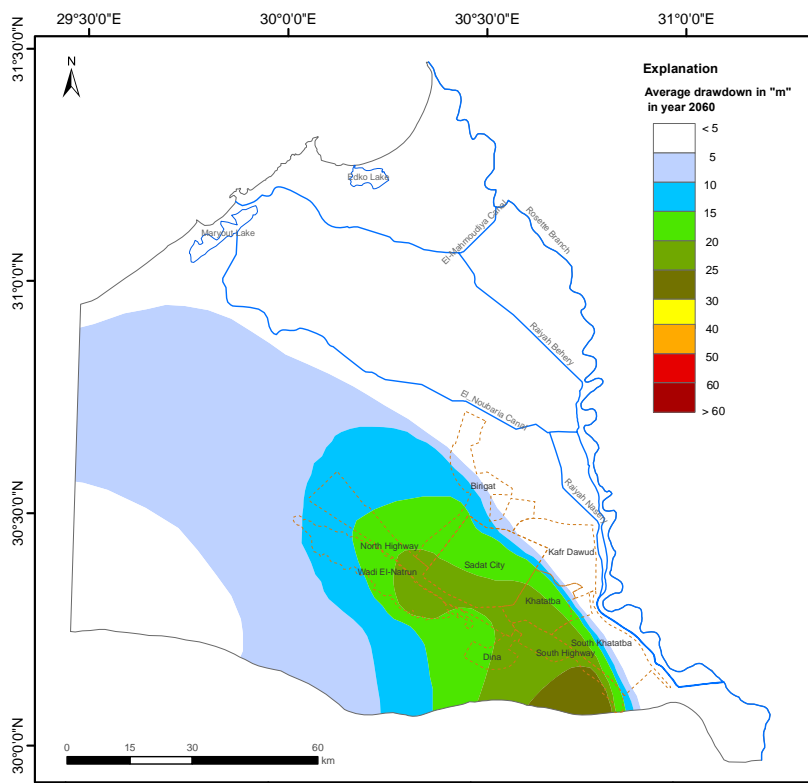 29°30'0"E 30°0'0"E 30°30'0"E 31°0'0"E
31°30'0"N
31°0'0"N
30°30'0"N
30°0'0"N
N
Explanation
Average drawdown in "m"
in year 2060
< 5
5
10
15
20
25
30
40
50
60
> 60
Edko Lake
Maryout Lake
El-Mahmoudiya Canal
Rosette Branch
Raiyah Behery
El_Noubaria Canal
Raiyah Nasery
Birigat
North Highway
Kafr Dawud
Sadat City
Wadi El-Natrun
Khatatba
South Khatatba
South Highway
Dina
0 15 30 60
km